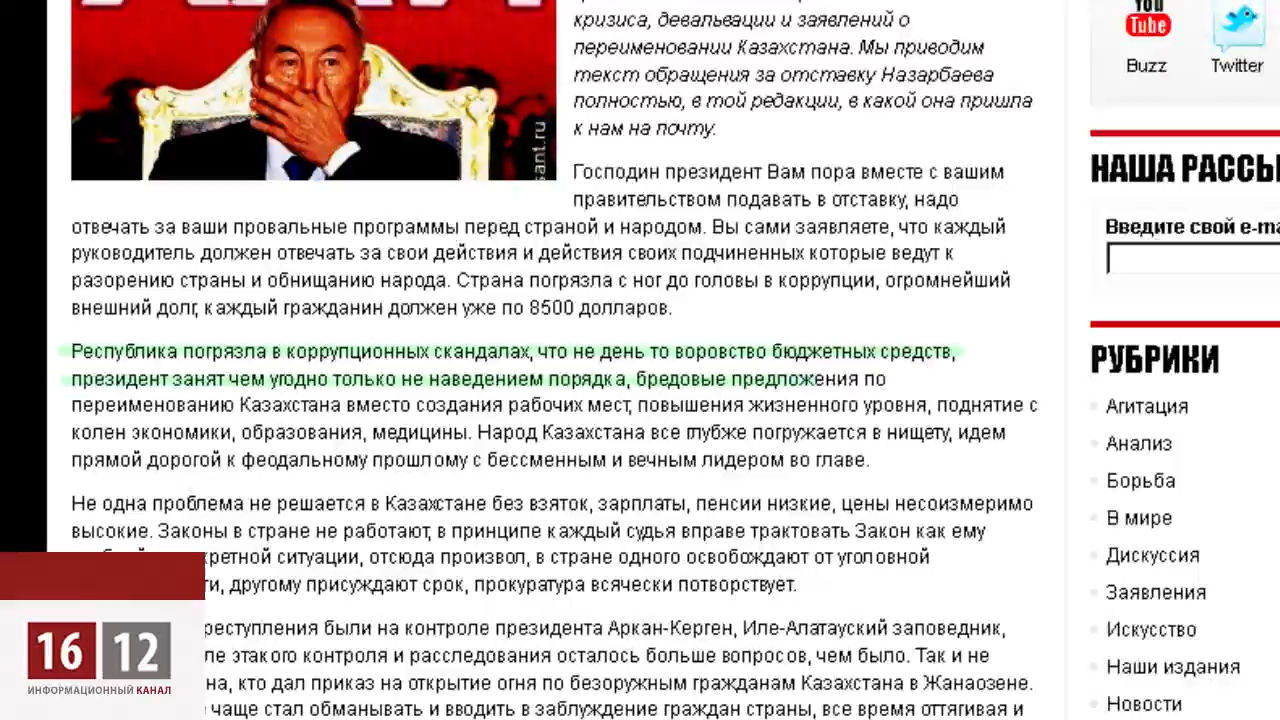 кризиса, девальвации и заявлений о
переименовании Казахстана. Мы приводим
текст обращения за отставку Назарбаева
полностью, в той редакции, в какой она пришла
к нам на почту.
sant.ru
Господин президент Вам пора вместе с вашим
правительством подавать в отставку, надо
отвечать за ваши провальные программы перед страной и народом. Вы сами заявляете, что каждый
руководитель должен отвечать за свои действия и действия своих подчиненных которые ведут к
разорению страны и обнищанию народа. Страна погрязла с ног до головы в коррупции, огромнейший
внешний долг, каждый гражданин должен уже по 8500 долларов.
Республика погрязла в коррупционных скандалах, что не день то воровство бюджетных средств,
президент занят чем угодно только не наведением порядка, бредовые предложения по
переименованию Казахстана вместо создания рабочих мест, повышения жизненного уровня, поднятие с
колен экономики, образования, медицины. Народ Казахстана все глубже погружается в нищету, идем
прямой дорогой к феодальному прошлому с бессменным и вечным лидером во главе.
Не одна проблема не решается в Казахстане без взяток, зарплаты, пенсии низкие, цены несоизмеримо
высокие. Законы в стране не работают, в принципе каждый судья вправе трактовать Закон как ему
кретной ситуации, отсюда произвол, в стране одного освобождают от уголовной
ти, другому присуждают срок, прокуратура всячески потворствует.
реступления были на контроле президента Аркан-Керген, Иле-Алатауский заповедник,
ле этакого контроля и расследования осталось больше вопросов, чем было. Так и не
на, кто дал приказ на открытие огня по безоружным гражданам Казахстана в Жанаозене.
чаще стал обманывать и вводить в заблуждение граждан страны, все время оттягивая и
16 12
ИНФОРМАЦИОННЫЙ КАНАЛ
You Tube
Buzz
Twitter
НАША РАССЫ
Введите свой e-ma
РУБРИКИ
Агитация
Анализ
Борьба
В мире
Дискуссия
Заявления
Искусство
Наши издания
Новости